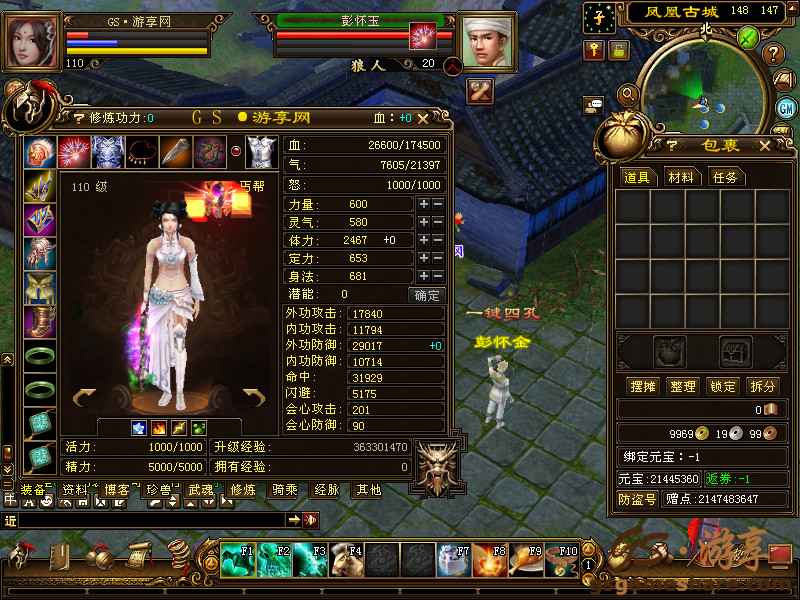 GS·游享网
110
彭怀玉
狼人 20
子
凤凰古城 148 147
北
GM
?修炼功力:0 GS ●游享网 血:+0
110 级
丐帮
血: 26600/174500
气: 7605/21397
怒: 1000/1000
力量: 600
灵气: 580
体力: 2467 +0
定力: 653
身法: 681
潜能: 0 确定
外功攻击: 17840
内功攻击: 11794
外功防御: 29017 +0
内功防御: 10714
命中: 31929
闪避: 5175
会心攻击: 201
会心防御: 90
活力: 1000/1000 升级经验: 363301470
精力: 5000/5000 拥有经验: 0
装备 资料 博客 珍兽 武魂 修炼 骑乘 经脉 其他
一键四孔
彭怀金
? 包裹
道具 材料 任务
摆摊 整理 锁定 拆分
0
9969 19 99
绑定元宝:-1
元宝:21445360 返券:-1
防盗号 赠点:2147483647
近
F1 F2 F3 F4 F7 F8 F9 F10
1
GS·游享